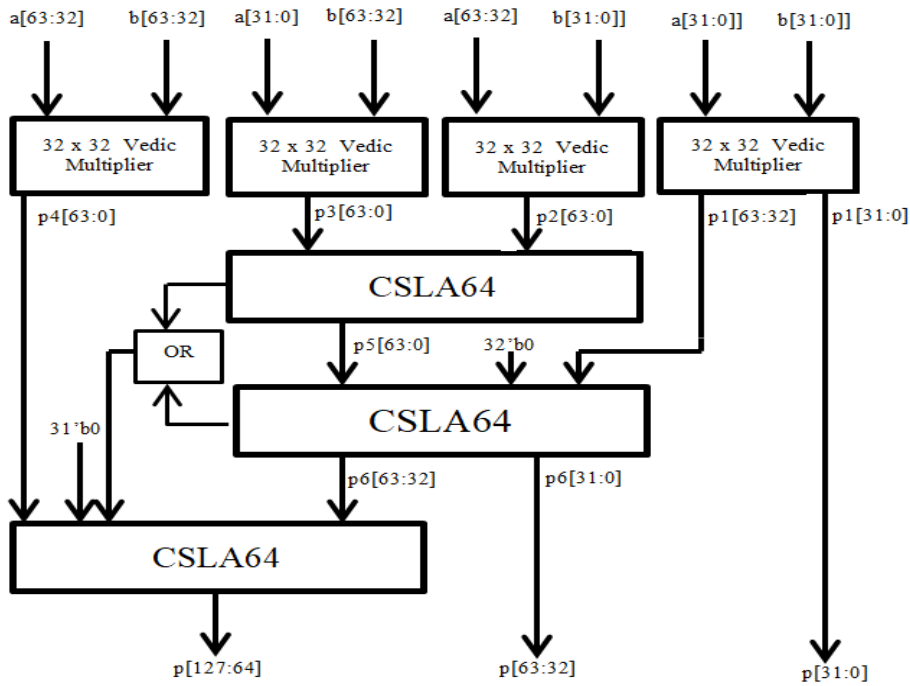 a[63:32] b[63:32] a[31:0] b[63:32] a[63:32] b[31:0]] a[31:0]] b[31:0]]
32 x 32 Vedic
Multiplier
32 x 32 Vedic
Multiplier
32 x 32 Vedic
Multiplier
32 x 32 Vedic
Multiplier
p4[63:0] p3[63:0] p2[63:0] p1[63:32] p1[31:0]
CSLA64
OR
p5[63:0] 32'b0
CSLA64
31'b0
p6[63:32] p6[31:0]
CSLA64
p[127:64] p[63:32] p[31:0]